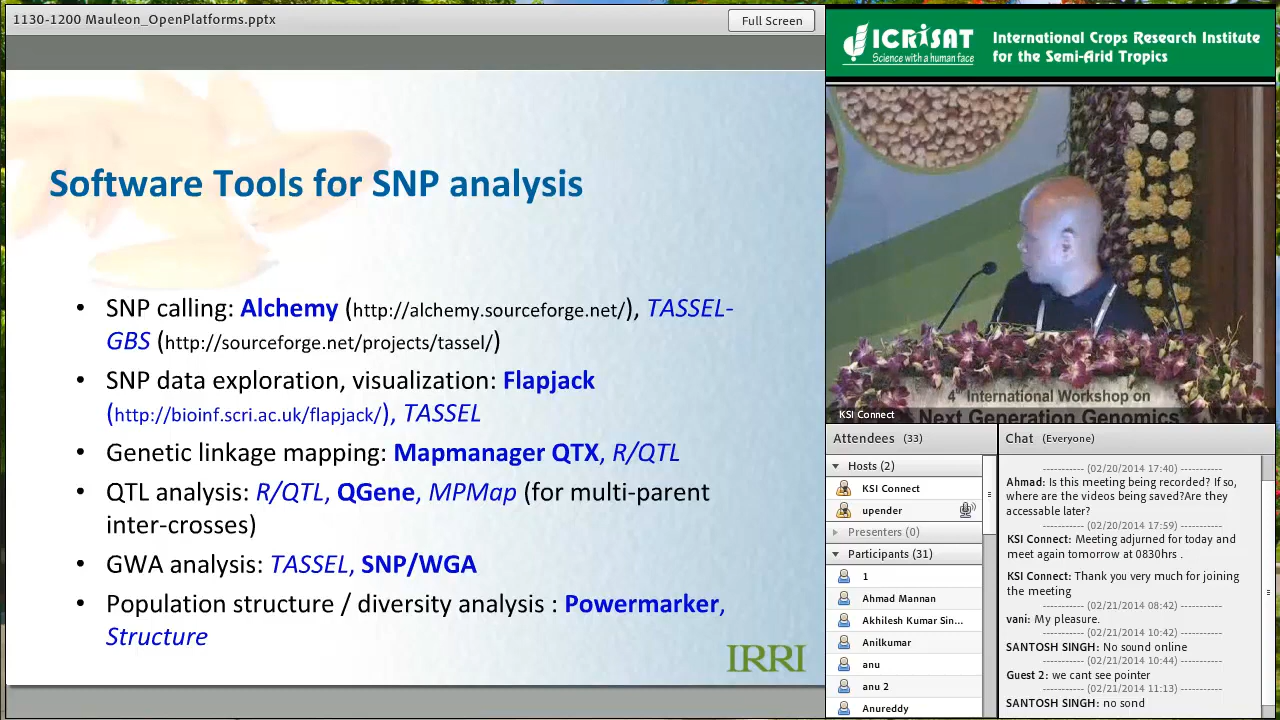 1130-1200 Mauleon_OpenPlatforms.pptx
Full Screen
Software Tools for SNP analysis
• SNP calling: Alchemy (http://alchemy.sourceforge.net/), TASSEL-
GBS (http://sourceforge.net/projects/tassel/)
• SNP data exploration, visualization: Flapjack
(http://bioinf.scri.ac.uk/flapjack/), TASSEL
• Genetic linkage mapping: Mapmanager QTX, R/QTL
• QTL analysis: R/QTL, QGene, MPMap (for multi-parent
inter-crosses)
• GWA analysis: TASSEL, SNP/WGA
• Population structure / diversity analysis : Powermarker,
Structure
IRRI
ICRISAT
Science with a human face
International Crops Research Institute
for the Semi-Arid Tropics
4th International Workshop on
Next Generation Genomics
KSI Connect
Attendees (33)
Hosts (2)
KSI Connect
upender
Presenters (0)
Participants (31)
1
Ahmad Mannan
Akhilesh Kumar Sin...
Anilkumar
anu
anu 2
Anureddy
Chat (Everyone)
---------- (02/20/2014 17:40) ----------
Ahmad: Is this meeting being recorded? If so,
where are the videos being saved?Are they
accessable later?
---------- (02/20/2014 17:59) ----------
KSI Connect: Meeting adjurned for today and
meet again tomorrow at 0830hrs .
KSI Connect: Thank you very much for joining
the meeting
---------- (02/21/2014 08:42) ----------
vani: My pleasure.
---------- (02/21/2014 10:42) ----------
SANTOSH SINGH: No sound online
---------- (02/21/2014 10:44) ----------
Guest 2: we cant see pointer
---------- (02/21/2014 11:13) ----------
SANTOSH SINGH: no sond